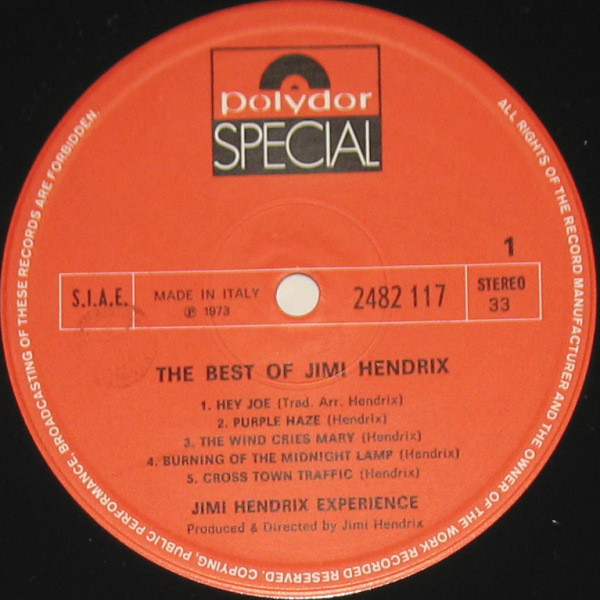 polydor
SPECIAL
1
S.I.A.E.
MADE IN ITALY
℗ 1973
2482 117
STEREO
33
THE BEST OF JIMI HENDRIX
1. HEY JOE (Trad. Arr. Hendrix)
2. PURPLE HAZE (Hendrix)
3. THE WIND CRIES MARY (Hendrix)
4. BURNING OF THE MIDNIGHT LAMP (Hendrix)
5. CROSS TOWN TRAFFIC (Hendrix)
JIMI HENDRIX EXPERIENCE
Produced & Directed by Jimi Hendrix
ALL RIGHTS OF THE RECORD MANUFACTURER AND THE OWNER OF THE WORK RECORDED RESERVED. COPYING, PUBLIC PERFORMANCE, BROADCASTING OF THESE RECORDS ARE FORBIDDEN.